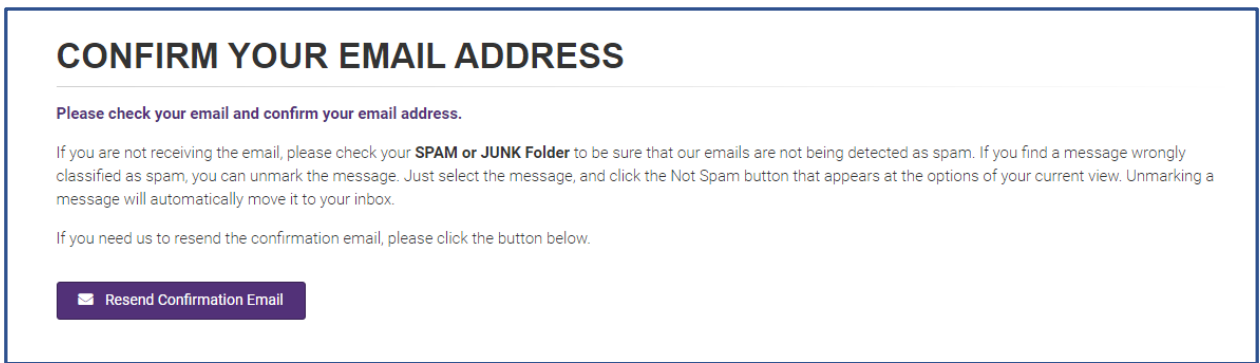 CONFIRM YOUR EMAIL ADDRESS
Please check your email and confirm your email address.
If you are not receiving the email, please check your SPAM or JUNK Folder to be sure that our emails are not being detected as spam. If you find a message wrongly
classified as spam, you can unmark the message. Just select the message, and click the Not Spam button that appears at the options of your current view. Unmarking a
message will automatically move it to your inbox.
If you need us to resend the confirmation email, please click the button below.
Resend Confirmation Email